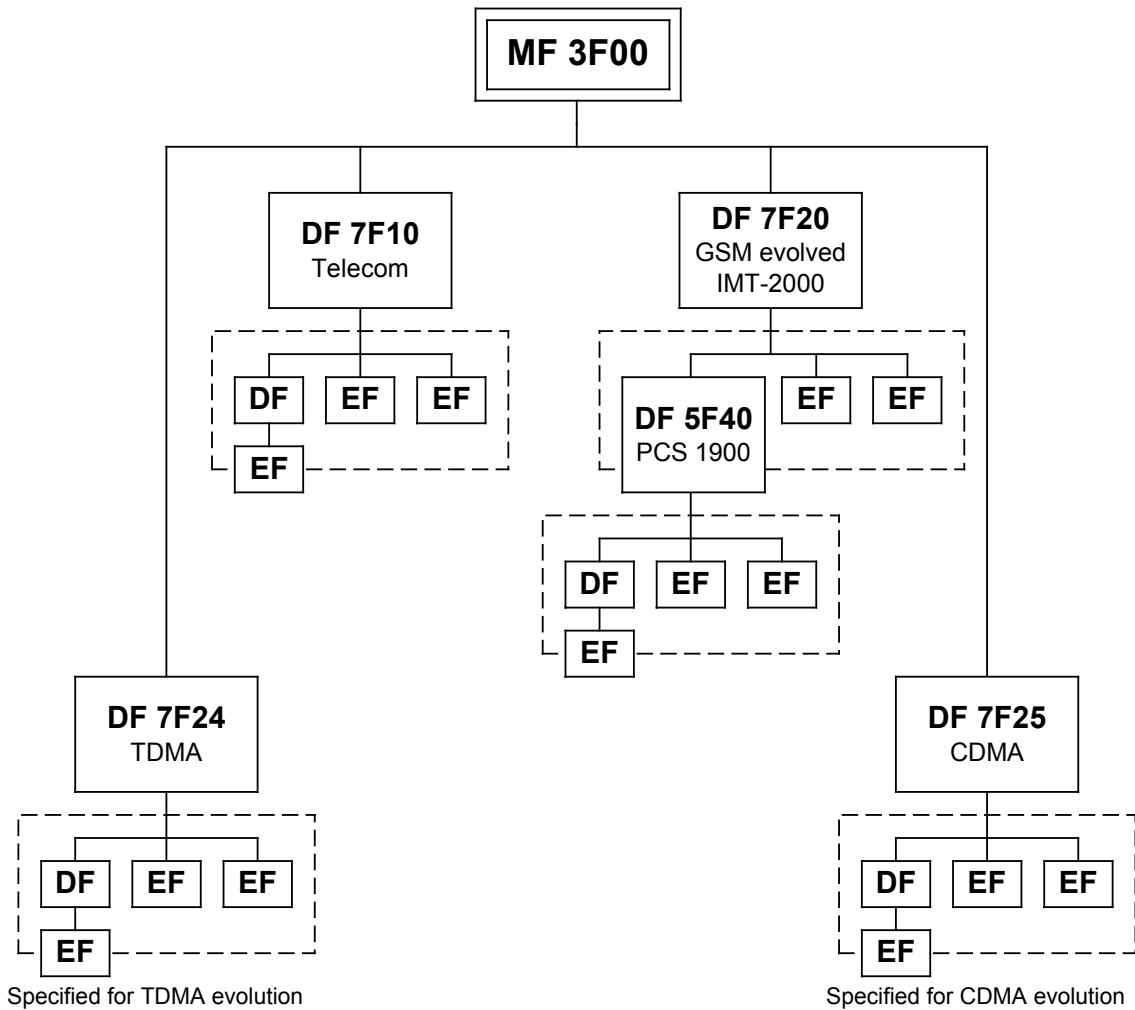 MF 3F00
DF 7F10
Telecom
DF 7F20
GSM evolved
IMT-2000
DF
EF
EF
EF
DF 5F40
PCS 1900
EF
EF
DF
EF
EF
EF
DF 7F24
TDMA
DF 7F25
CDMA
DF
EF
EF
EF
DF
EF
EF
EF
Specified for TDMA evolution
Specified for CDMA evolution